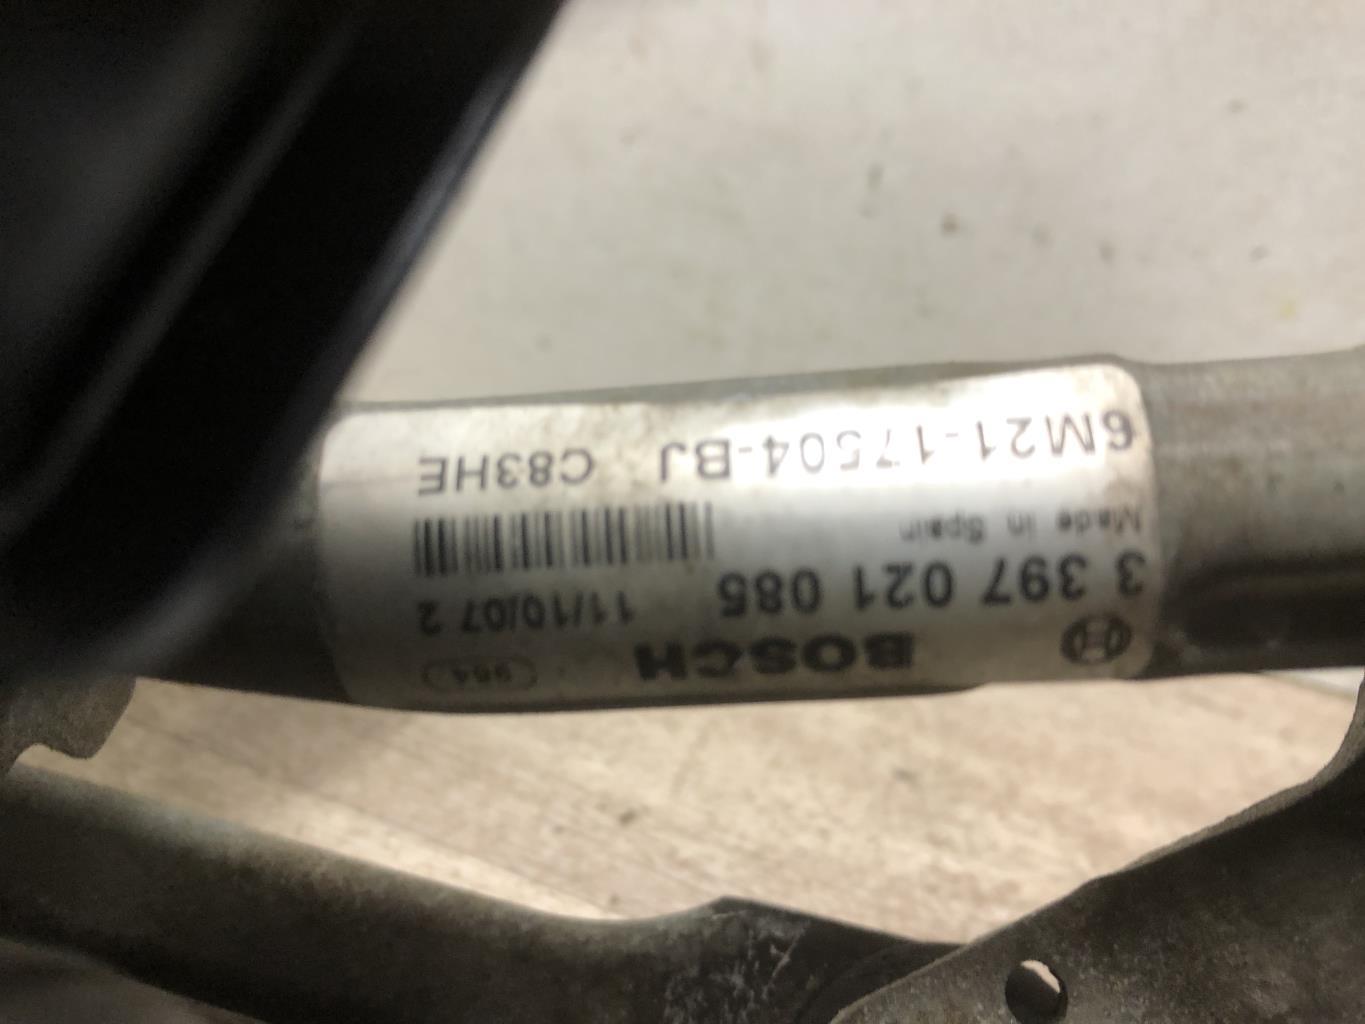 BOSCH
3 397 021 085 11/10/07 2
Made in Spain
6M21-17504-BJ C83HE